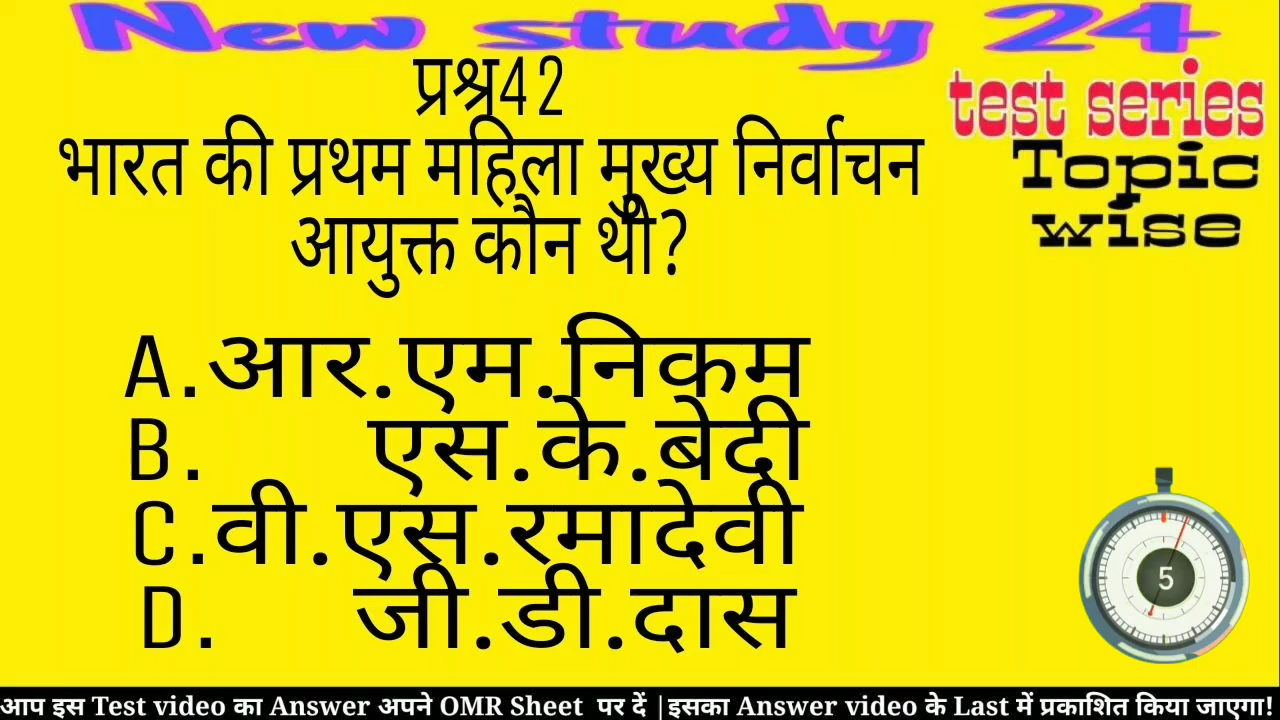 New study 24
प्रश्न42
भारत की प्रथम महिला मुख्य निर्वाचन
आयुक्त कौन थी?
A.आर.एम.निकम
B. एस.के.बेदी
C.वी.एस.रमादेवी
D. जी.डी.दास
test series
Topic
wise
5
आप इस Test video का Answer अपने OMR Sheet पर दें |इसका Answer video के Last में प्रकाशित किया जाएगा!